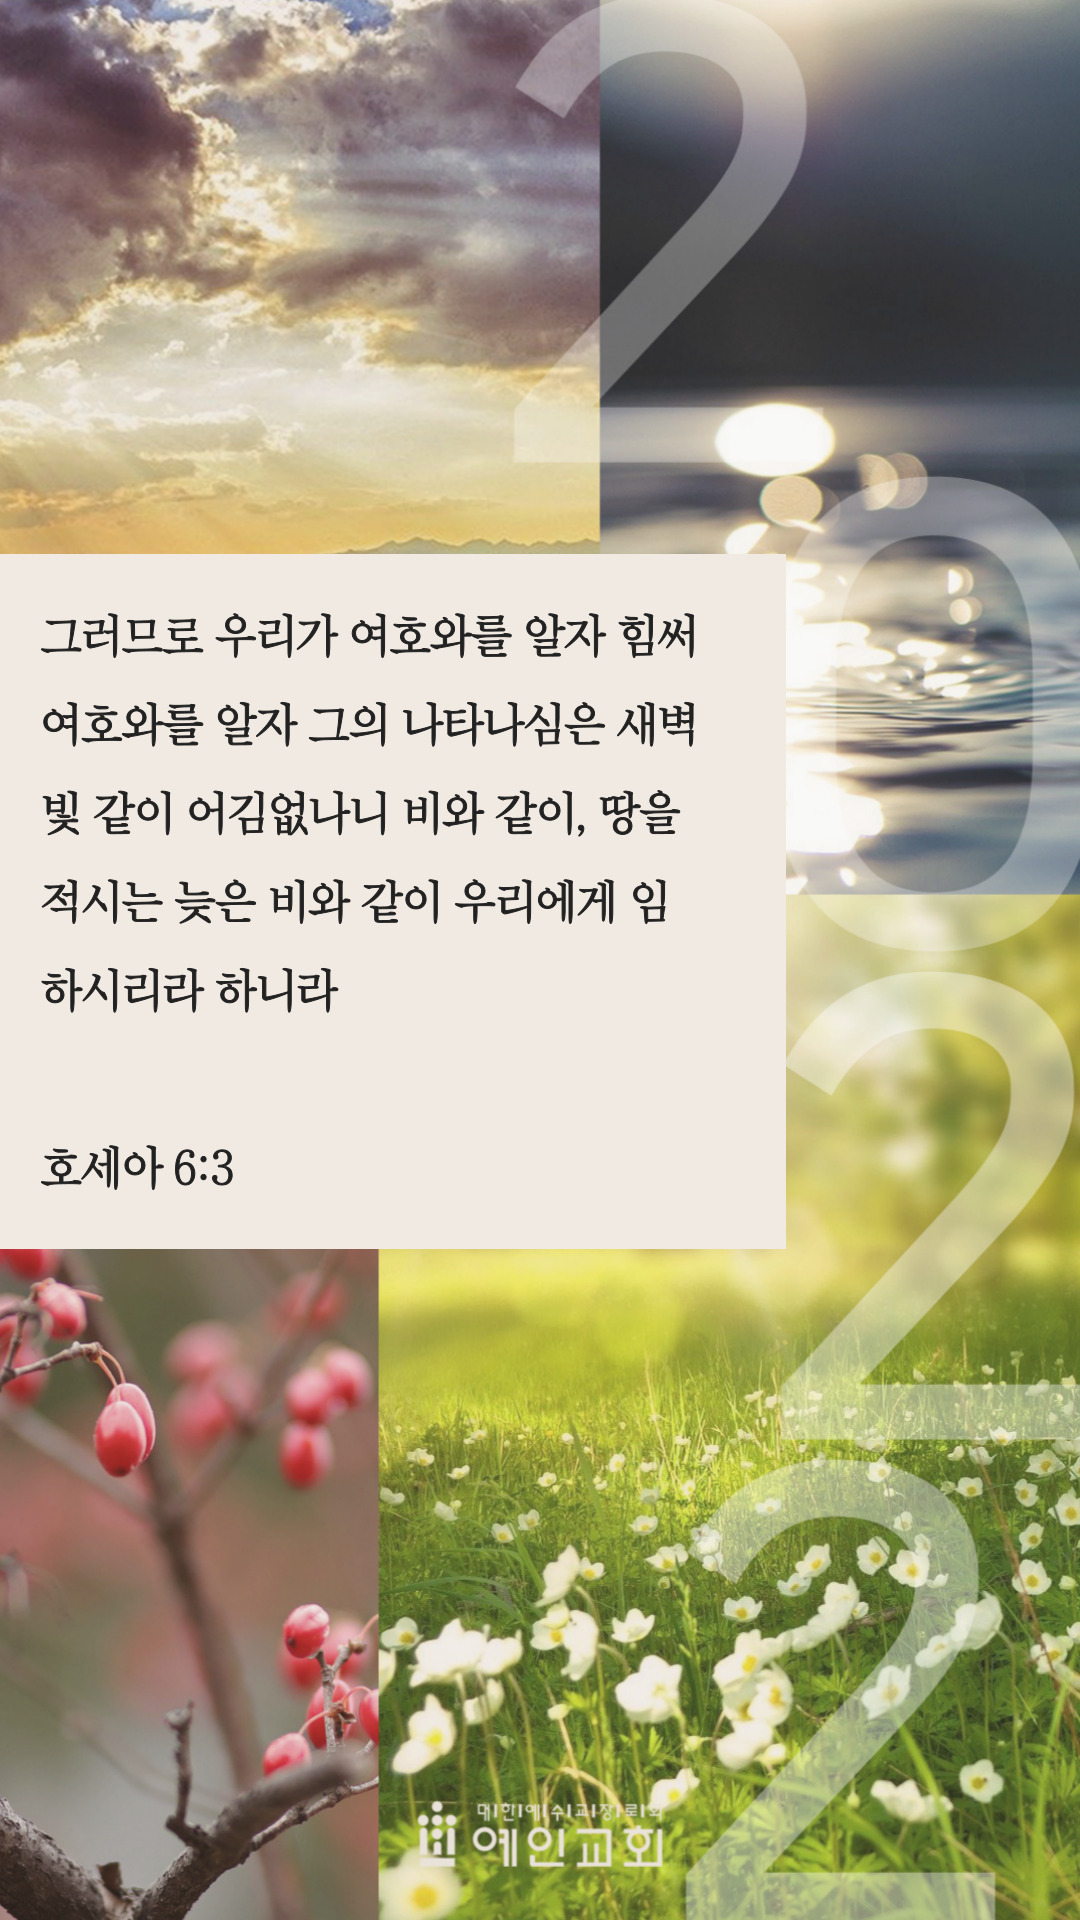 2
0
2
2
그러므로 우리가 여호와를 알자 힘써
여호와를 알자 그의 나타나심은 새벽
빛 같이 어김없나니 비와 같이, 땅을
적시는 늦은 비와 같이 우리에게 임
하시리라 하니라
호세아 6:3
대한예수교장로회
예인교회